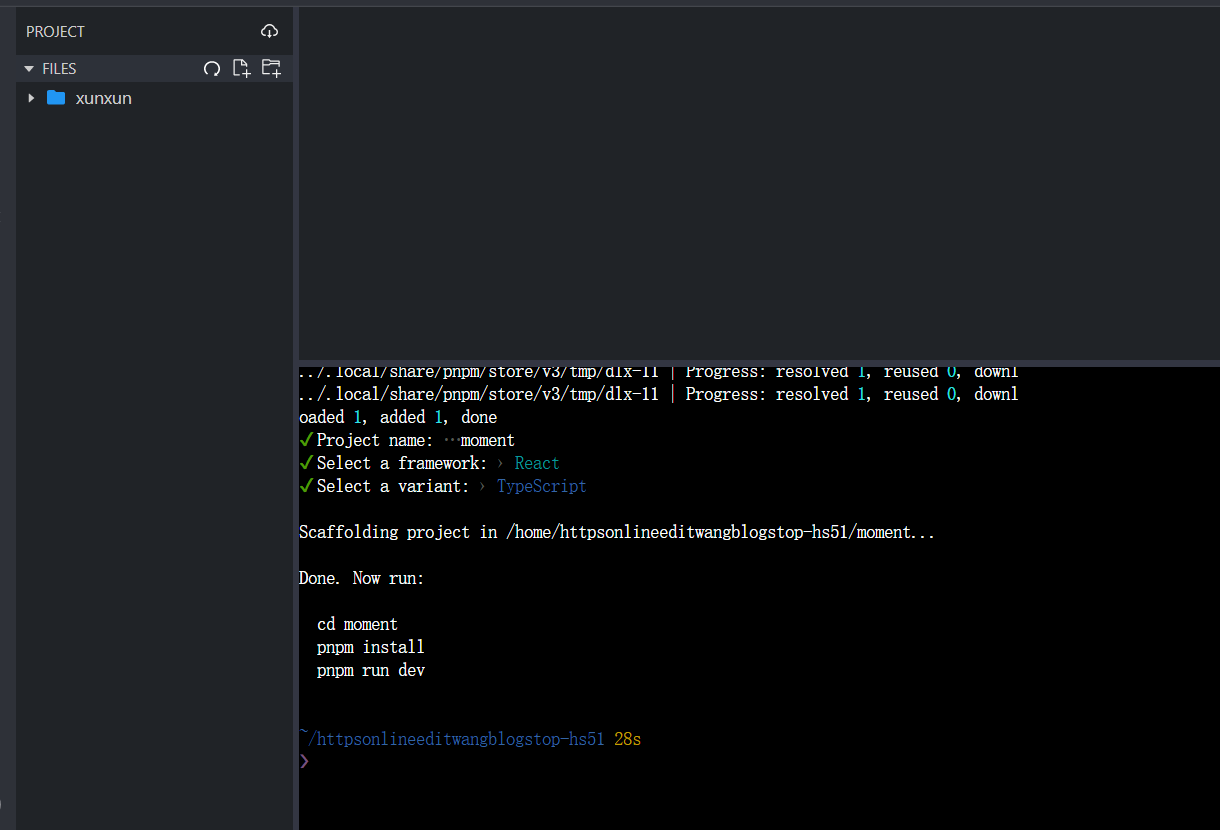 PROJECT
FILES
xunxun
../.local/share/pnpm/store/v3/tmp/dlx-11 | Progress: resolved 1, reused 0, downl
../.local/share/pnpm/store/v3/tmp/dlx-11 | Progress: resolved 1, reused 0, downl
oaded 1, added 1, done
✔Project name: …moment
✔Select a framework: › React
✔Select a variant: › TypeScript
Scaffolding project in /home/httpsonlineeditwangblogstop-hs51/moment...
Done. Now run:
cd moment
pnpm install
pnpm run dev
~/httpsonlineeditwangblogstop-hs51 28s
❯